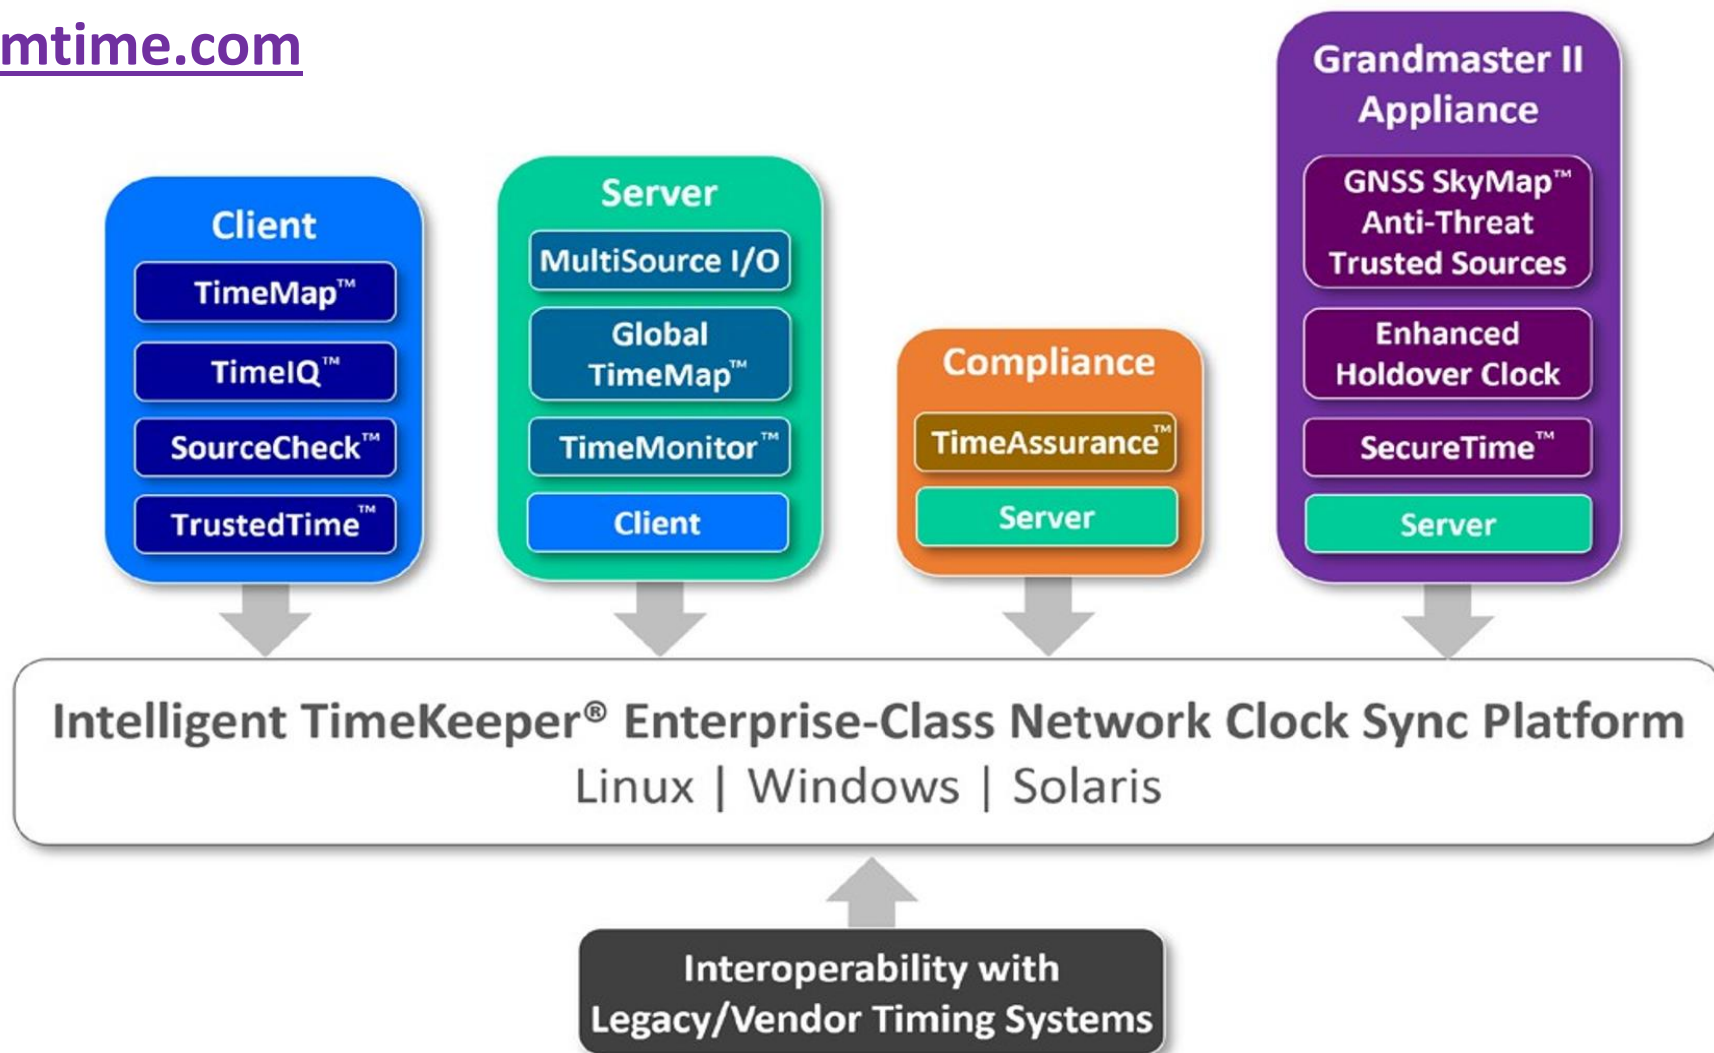 mtime.com
Client
TimeMap™
TimeIQ™
SourceCheck™
TrustedTime™
Server
MultiSource I/O
Global
TimeMap™
TimeMonitor™
Client
Compliance
TimeAssurance™
Server
Grandmaster II
Appliance
GNSS SkyMap™
Anti-Threat
Trusted Sources
Enhanced
Holdover Clock
SecureTime™
Server
Intelligent TimeKeeper® Enterprise-Class Network Clock Sync Platform
Linux | Windows | Solaris
Interoperability with
Legacy/Vendor Timing Systems